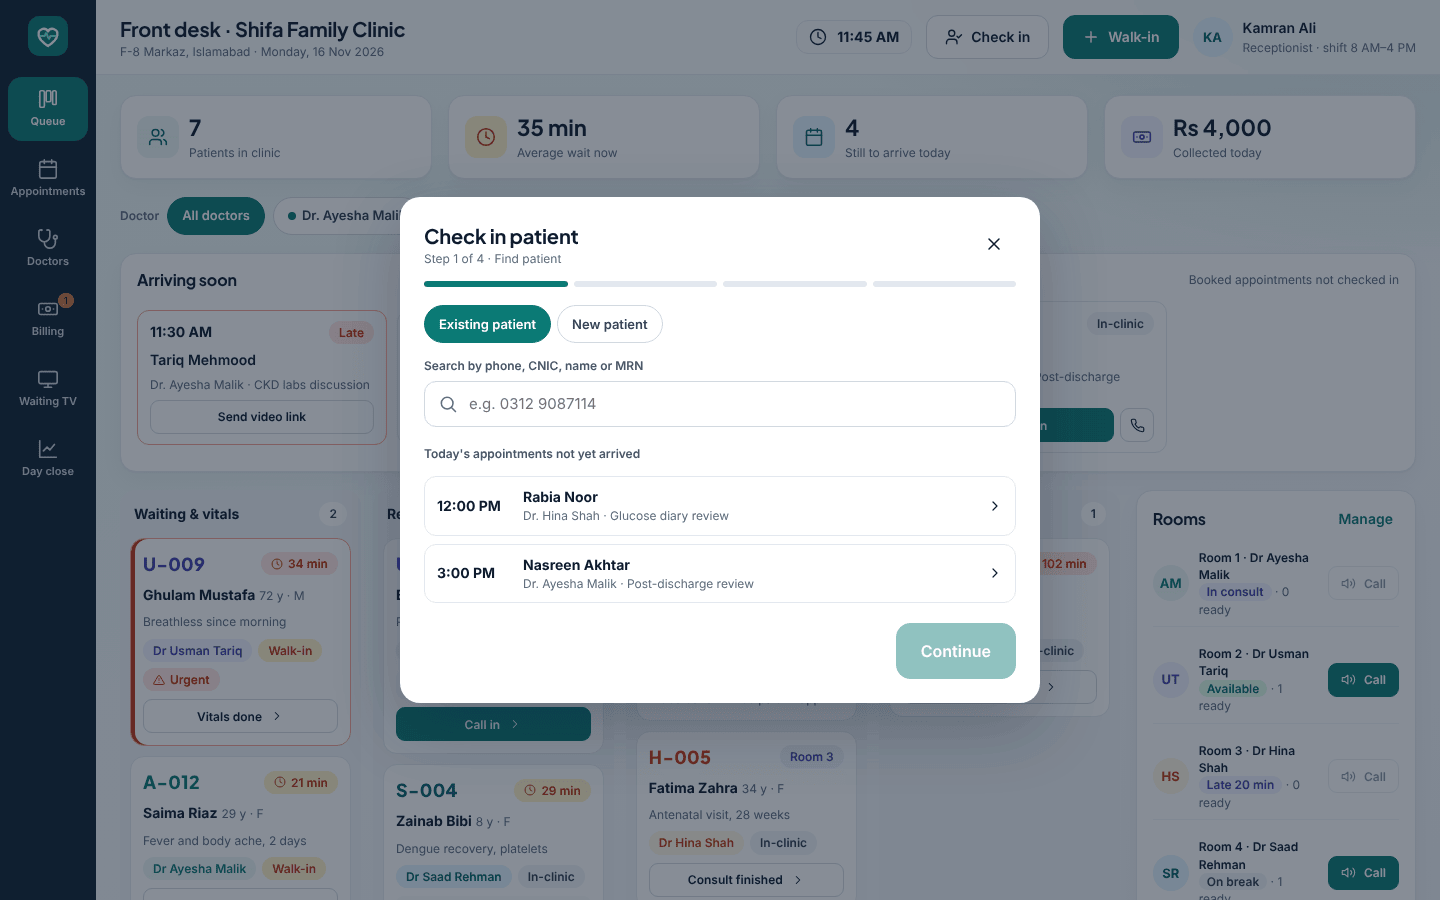 Front desk · Shifa Family Clinic
F-8 Markaz, Islamabad · Monday, 16 Nov 2026
11:45 AM
Check in
Walk-in
KA
Kamran Ali
Receptionist · shift 8 AM–4 PM
Queue
Appointments
Doctors
1
Billing
Waiting TV
Day close
7
Patients in clinic
35 min
Average wait now
4
Still to arrive today
Rs 4,000
Collected today
Doctor
All doctors
Dr. Ayesha Malik
Arriving soon
Booked appointments not checked in
11:30 AM
Late
Tariq Mehmood
Dr. Ayesha Malik · CKD labs discussion
Send video link
In-clinic
Post-discharge
Check in patient
Step 1 of 4 · Find patient
Existing patient
New patient
Search by phone, CNIC, name or MRN
e.g. 0312 9087114
Today's appointments not yet arrived
12:00 PM
Rabia Noor
Dr. Hina Shah · Glucose diary review
3:00 PM
Nasreen Akhtar
Dr. Ayesha Malik · Post-discharge review
Continue
Waiting & vitals
2
U-009
34 min
Ghulam Mustafa 72 y · M
Breathless since morning
Dr Usman Tariq
Walk-in
Urgent
Vitals done
A-012
21 min
Saima Riaz 29 y · F
Fever and body ache, 2 days
Dr Ayesha Malik
Walk-in
Call in
S-004
29 min
Zainab Bibi 8 y · F
Dengue recovery, platelets
Dr Saad Rehman
In-clinic
H-005
Room 3
Fatima Zahra 34 y · F
Antenatal visit, 28 weeks
Dr Hina Shah
In-clinic
Consult finished
1
102 min
-clinic
Rooms
Manage
AM
Room 1 · Dr Ayesha
Malik
In consult · 0
ready
Call
UT
Room 2 · Dr Usman
Tariq
Available · 1
ready
Call
HS
Room 3 · Dr Hina
Shah
Late 20 min · 0
ready
Call
SR
Room 4 · Dr Saad
Rehman
On break · 1
ready
Call